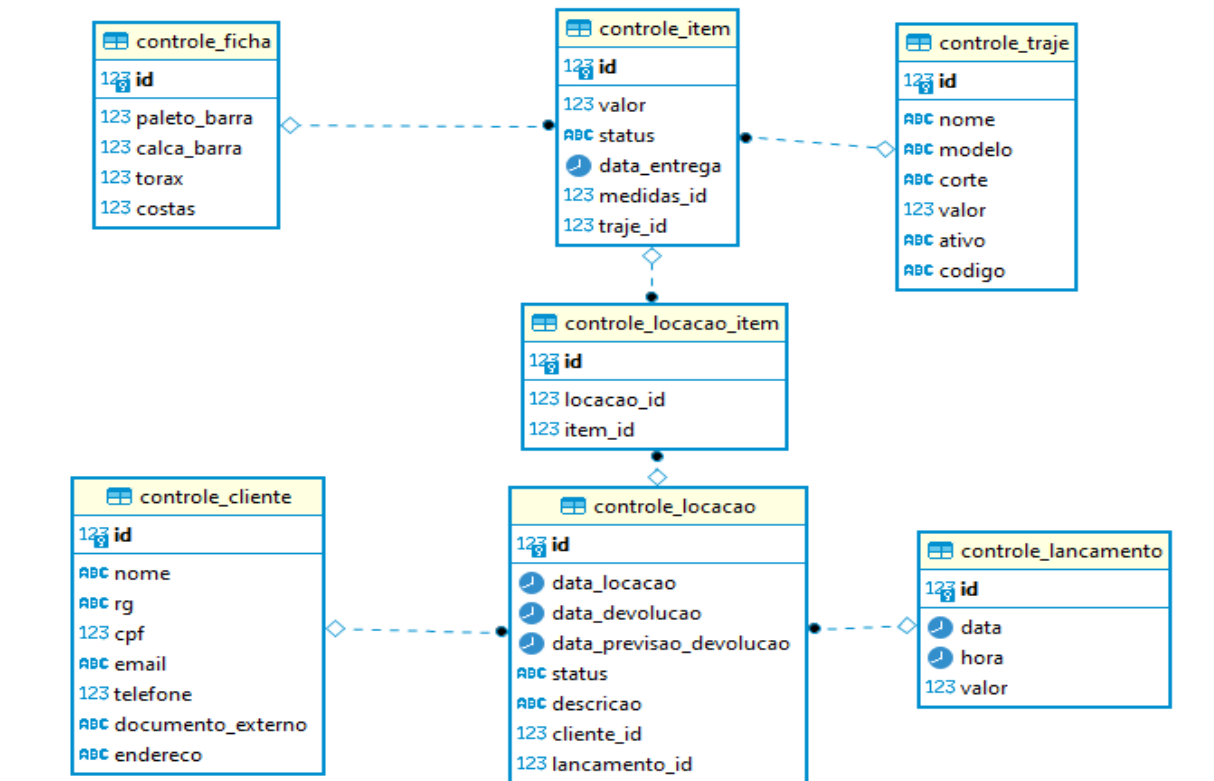 controle_ficha
123 id
123 paleto_barra
123 calca_barra
123 torax
123 costas
controle_item
123 id
123 valor
ABC status
data_entrega
123 medidas_id
123 traje_id
controle_traje
123 id
ABC nome
ABC modelo
ABC corte
123 valor
ABC ativo
ABC codigo
controle_locacao_item
123 id
123 locacao_id
123 item_id
controle_cliente
123 id
ABC nome
ABC rg
123 cpf
ABC email
123 telefone
ABC documento_externo
ABC endereco
controle_locacao
123 id
data_locacao
data_devolucao
data_previsao_devolucao
ABC status
ABC descricao
123 cliente_id
123 lancamento_id
controle_lancamento
123 id
data
hora
123 valor